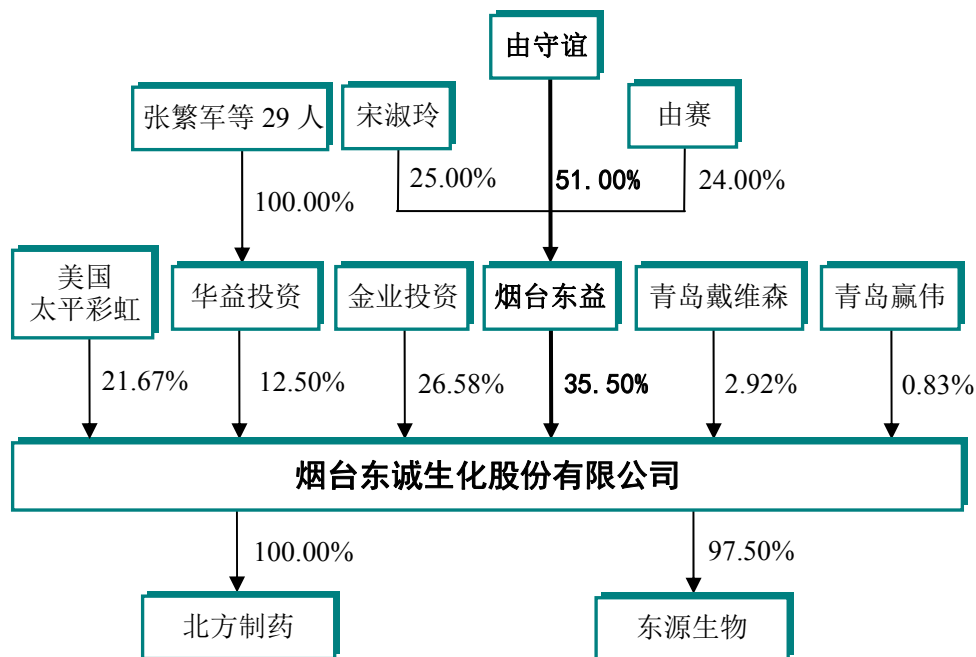 由守谊
张繁军等 29 人
宋淑玲
由赛
25.00%
51.00%
24.00%
100.00%
美国
太平彩虹
华益投资
金业投资
烟台东益
青岛戴维森
青岛赢伟
21.67%
12.50%
26.58%
35.50%
2.92%
0.83%
烟台东诚生化股份有限公司
100.00%
97.50%
北方制药
东源生物